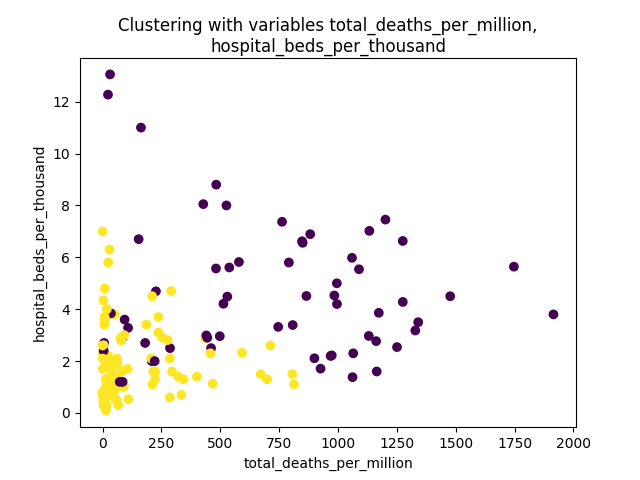 Clustering with variables total_deaths_per_million,
hospital_beds_per_thousand
12
10
8
6
4
2
0
hospital_beds_per_thousand
0 250 500 750 1000 1250 1500 1750 2000
total_deaths_per_million